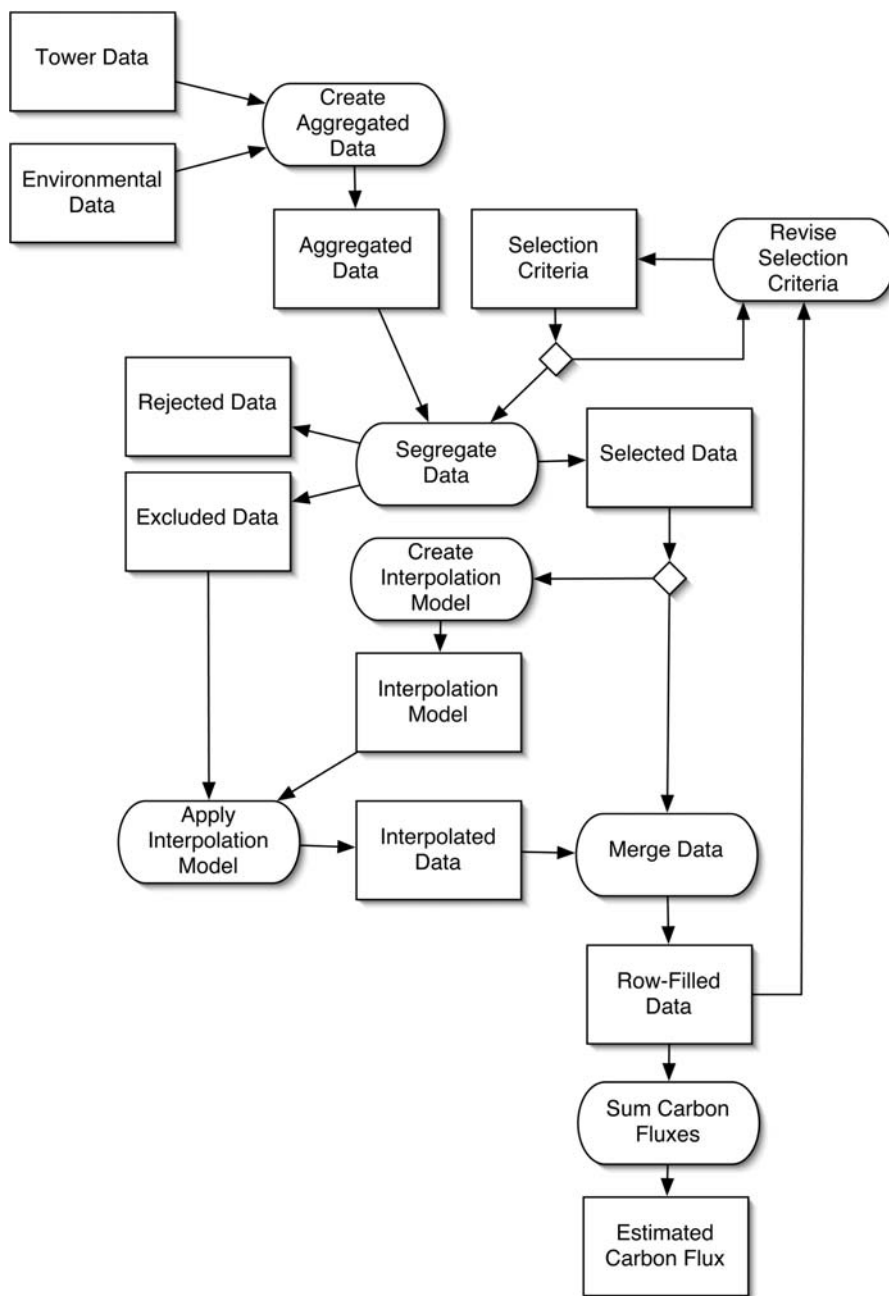 Tower Data
Create
Aggregated
Data
Environmental
Data
Aggregated
Data
Selection
Criteria
Revise
Selection
Criteria
Rejected Data
Segregate
Data
Selected Data
Excluded Data
Create
Interpolation
Model
Interpolation
Model
Apply
Interpolation
Model
Interpolated
Data
Merge Data
Row-Filled
Data
Sum Carbon
Fluxes
Estimated
Carbon Flux